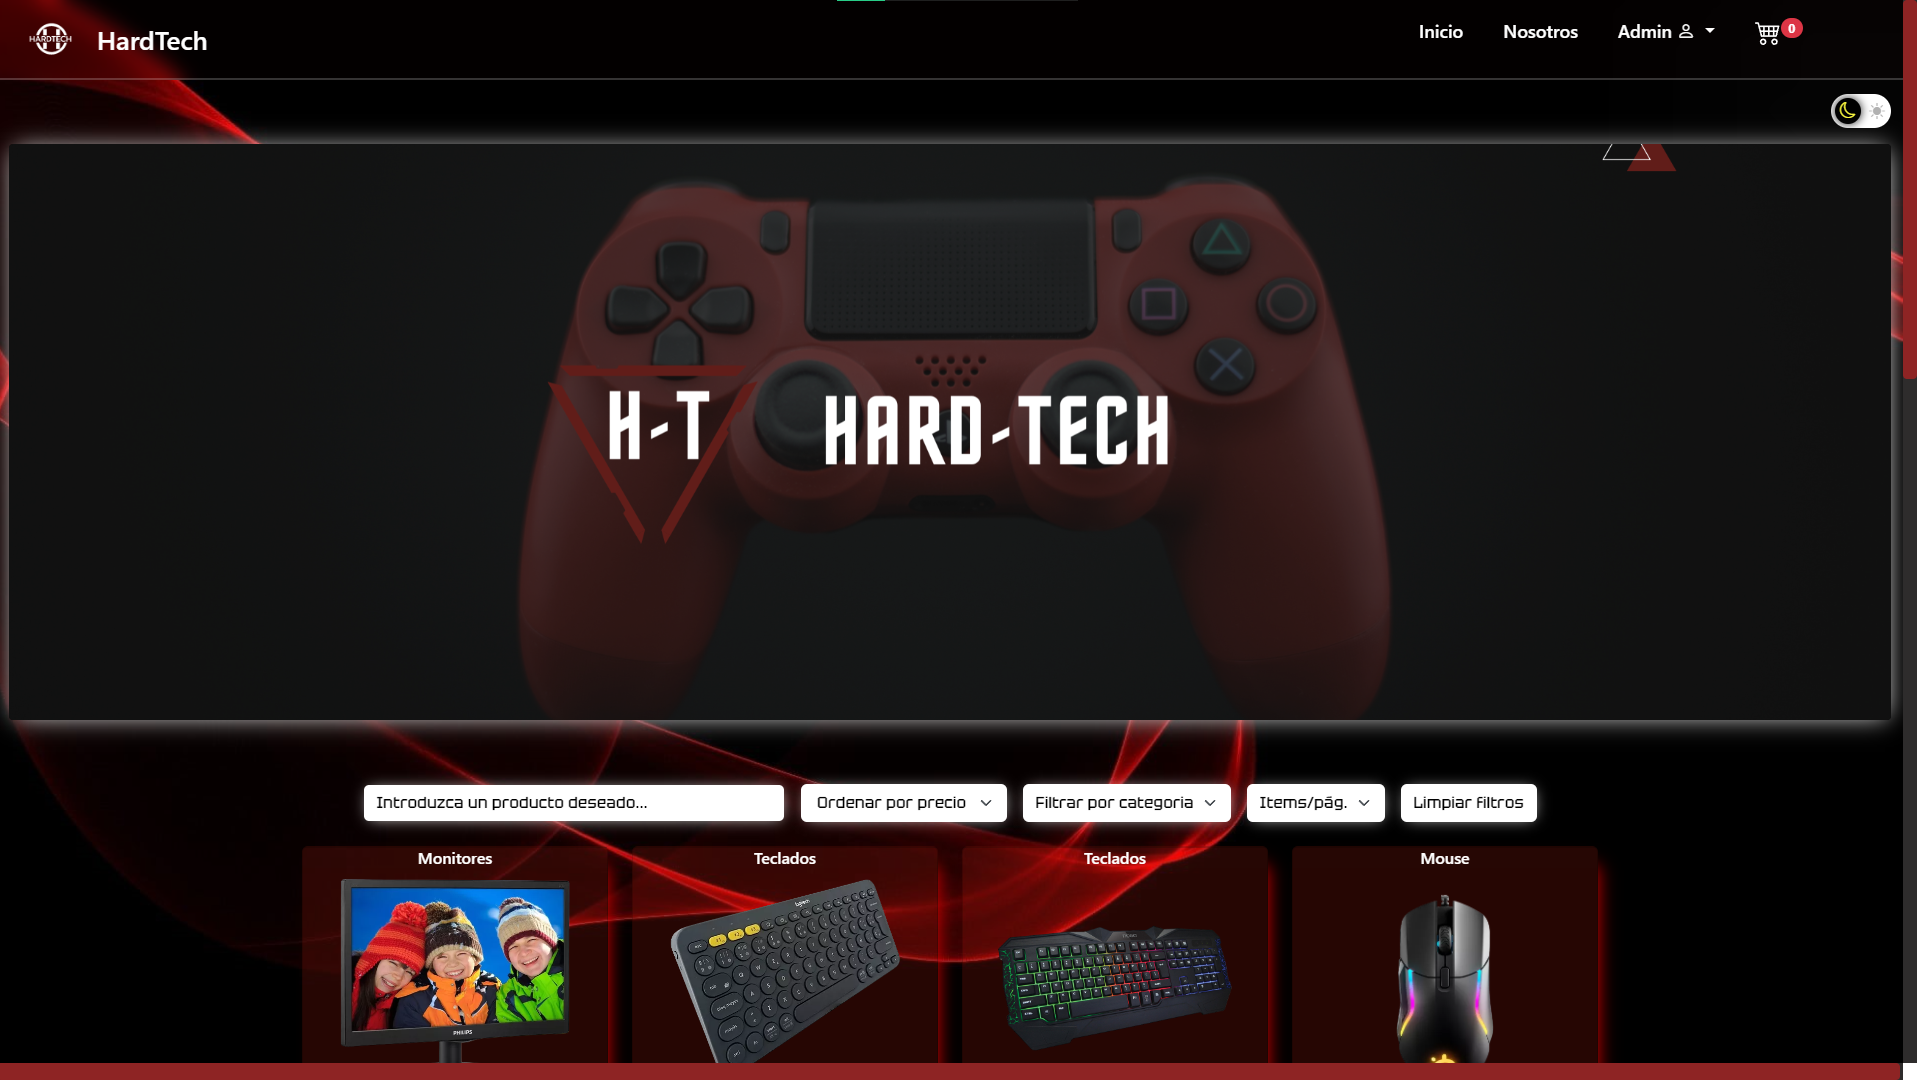 HARDTECH
HardTech
Inicio
Nosotros
Admin
0
H-T
HARD-TECH
Introduzca un producto deseado...
Ordenar por precio
Filtrar por categoria
Items/pág.
Limpiar filtros
Monitores
Teclados
Teclados
Mouse
PHILIPS